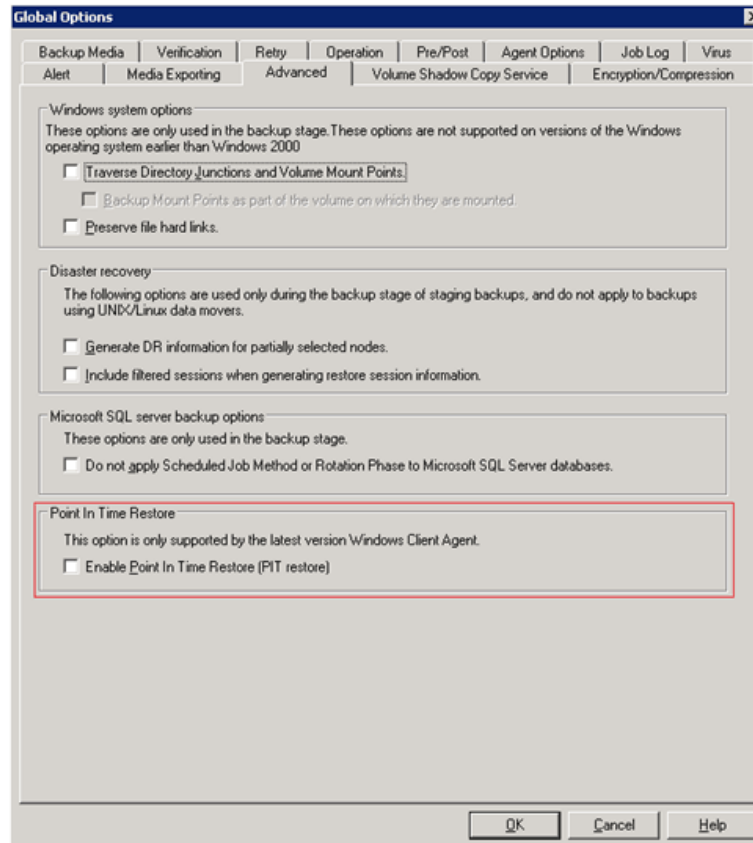 Global Options
Backup Media Verification Retry Operation Pre/Post Agent Options Job Log Virus
Alert Media Exporting Advanced Volume Shadow Copy Service Encryption/Compression
Windows system options
These options are only used in the backup stage.These options are not supported on versions of the Windows
operating system earlier than Windows 2000
Traverse Directory Junctions and Volume Mount Points.
Backup Mount Points as part of the volume on which they are mounted.
Preserve file hard links.
Disaster recovery
The following options are used only during the backup stage of staging backups, and do not apply to backups
using UNIX/Linux data movers.
Generate DR information for partially selected nodes.
Include filtered sessions when generating restore session information.
Microsoft SQL server backup options
These options are only used in the backup stage.
Do not apply Scheduled Job Method or Rotation Phase to Microsoft SQL Server databases.
Point In Time Restore
This option is only supported by the latest version Windows Client Agent.
Enable Point In Time Restore (PIT restore)
OK Cancel Help